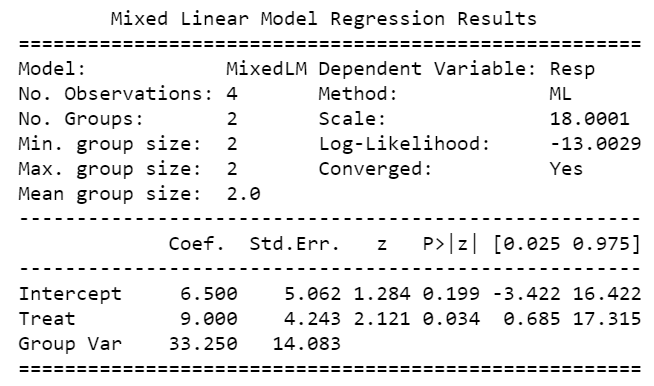 Mixed Linear Model Regression Results
=======================================================
Model: MixedLM Dependent Variable: Resp
No. Observations: 4 Method: ML
No. Groups: 2 Scale: 18.0001
Min. group size: 2 Log-Likelihood: -13.0029
Max. group size: 2 Converged: Yes
Mean group size: 2.0
-------------------------------------------------------
Coef. Std.Err. z P>|z| [0.025 0.975]
-------------------------------------------------------
Intercept 6.500 5.062 1.284 0.199 -3.422 16.422
Treat 9.000 4.243 2.121 0.034 0.685 17.315
Group Var 33.250 14.083
=======================================================